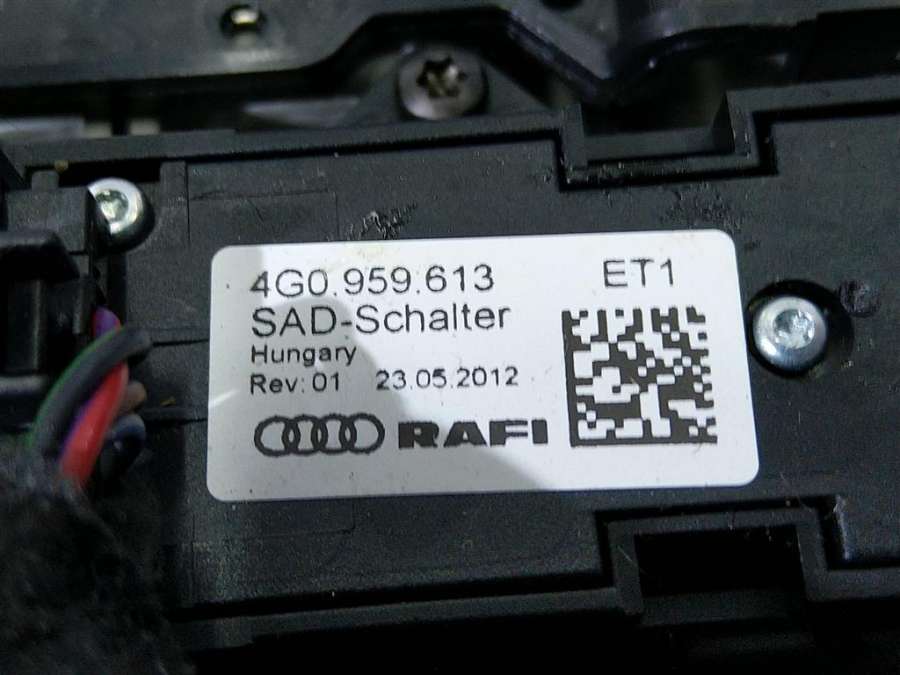 4G0.959.613
ET1
SAD-Schalter
Hungary
Rev: 01 23.05.2012
RAFI